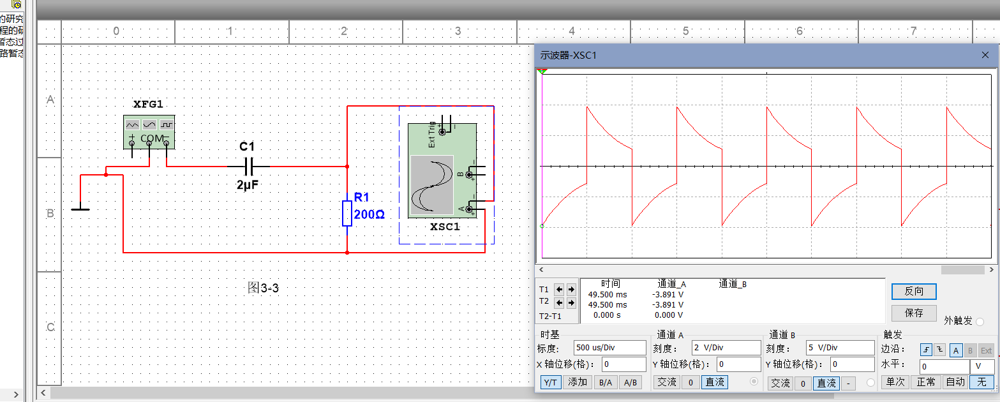 的研究
程的研
暂态过
路暂态
0 1 2 3 4 5 6 7
A
B
C
XFG1
+ COM −
C1
2μF
R1
200Ω
Ext Trig
+
−
B
−
+
A
−
+
XSC1
图3-3
示波器-XSC1
时间 通道_A 通道_B
T1 49.500 ms -3.891 V
T2 49.500 ms -3.891 V
T2-T1 0.000 s 0.000 V
反向
保存
外触发
时基
标度: 500 us/Div
X 轴位移(格): 0
Y/T 添加 B/A A/B
通道 A
刻度: 2 V/Div
Y 轴位移(格): 0
交流 0 直流
通道 B
刻度: 5 V/Div
Y 轴位移(格): 0
交流 0 直流 -
触发
边沿: A B Ext
水平: 0 V
单次 正常 自动 无